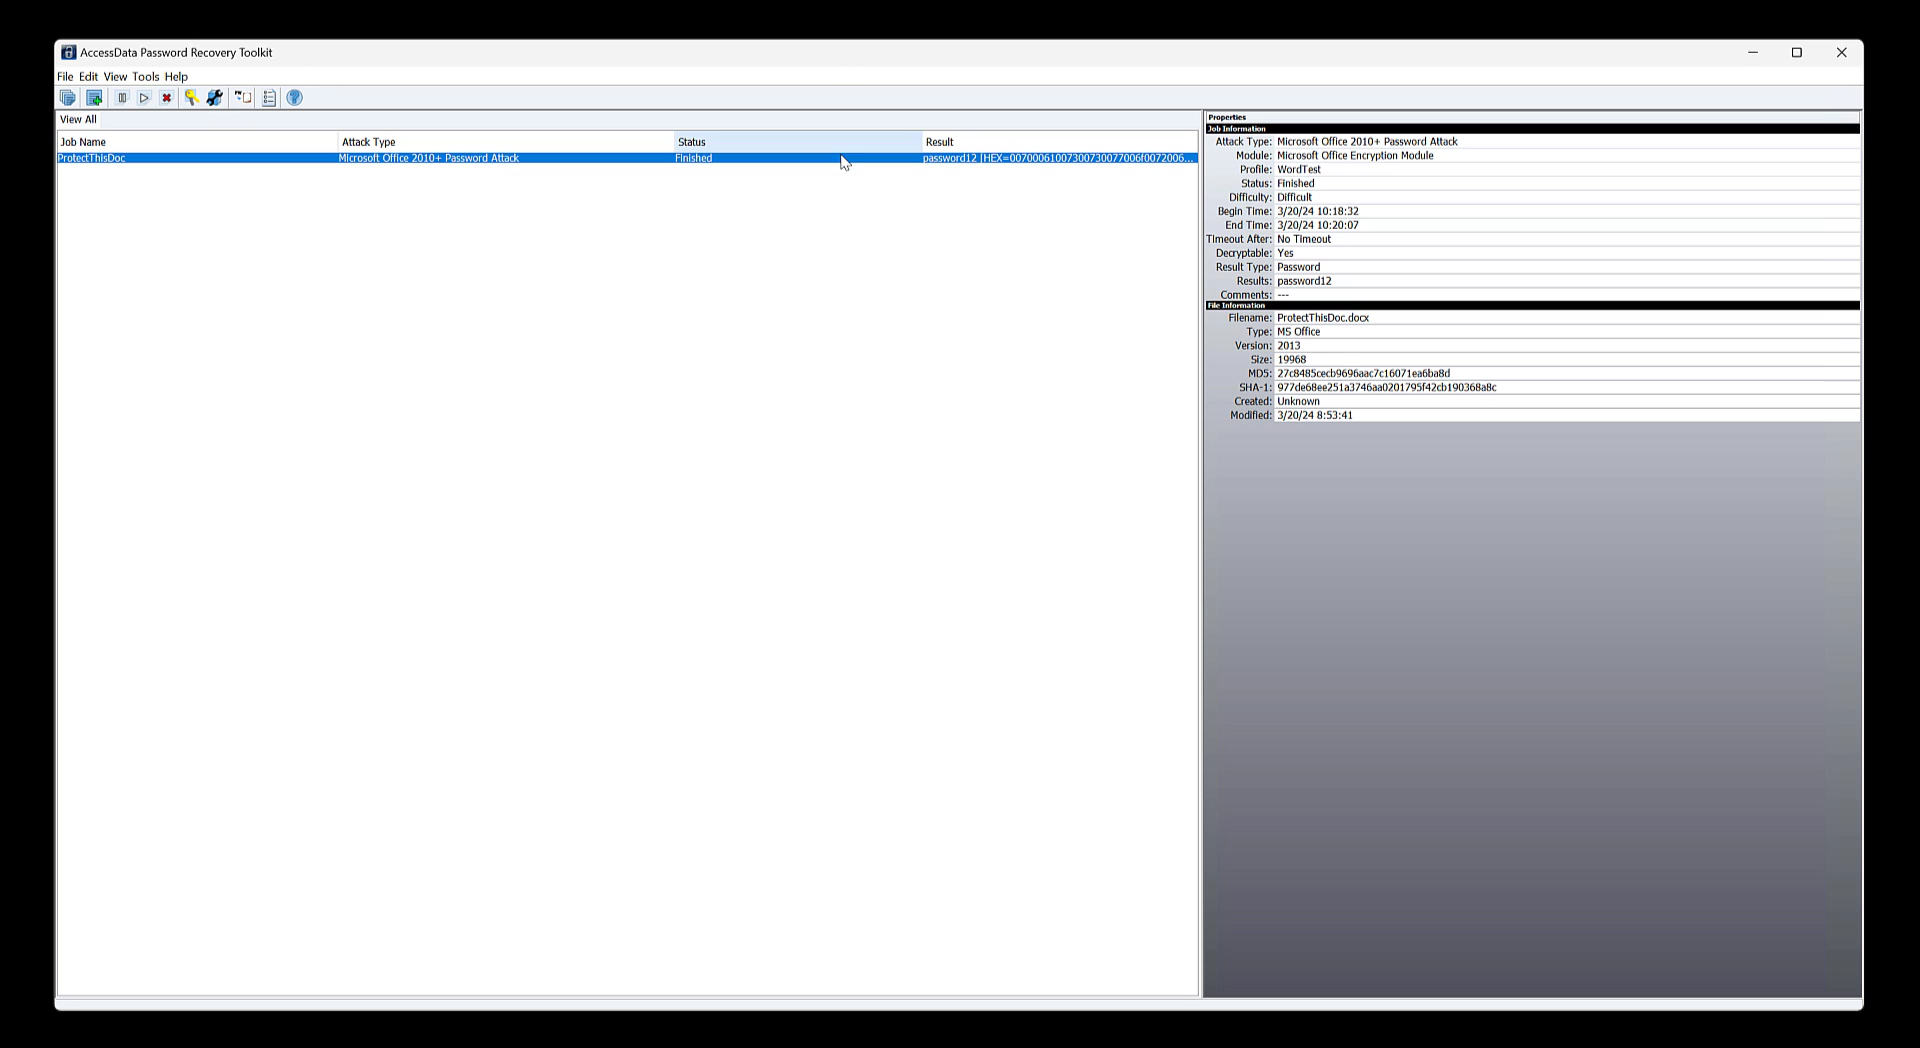 AccessData Password Recovery Toolkit
File Edit View Tools Help
View All
Job Name Attack Type Status Result
ProtectThisDoc Microsoft Office 2010+ Password Attack Finished password12 [HEX=00700061007300730077006f0072006...
Properties
Job Information
Attack Type: Microsoft Office 2010+ Password Attack
Module: Microsoft Office Encryption Module
Profile: WordTest
Status: Finished
Difficulty: Difficult
Begin Time: 3/20/24 10:18:32
End Time: 3/20/24 10:20:07
Timeout After: No Timeout
Decryptable: Yes
Result Type: Password
Results: password12
Comments: ---
File Information
Filename: ProtectThisDoc.docx
Type: MS Office
Version: 2013
Size: 19968
MD5: 27c8485cecb9696aac7c16071ea6ba8d
SHA-1: 977de68ee251a3746aa0201795f42cb190368a8c
Created: Unknown
Modified: 3/20/24 8:53:41